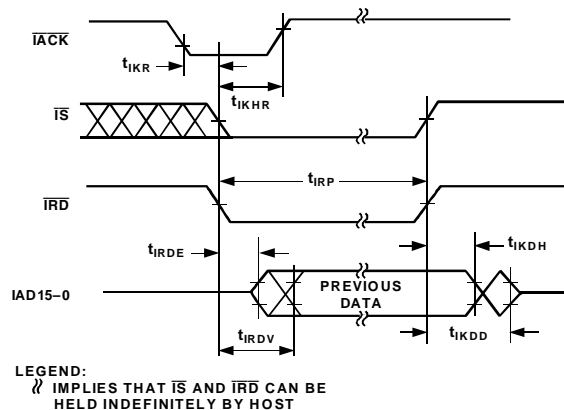 IACK
tIKR
tIKHR
IS
tIRP
IRD
tIRDE
tIKDH
IAD15–0
PREVIOUS
DATA
tIRDV
tIKDD
LEGEND:
IMPLIES THAT IS AND IRD CAN BE
HELD INDEFINITELY BY HOST